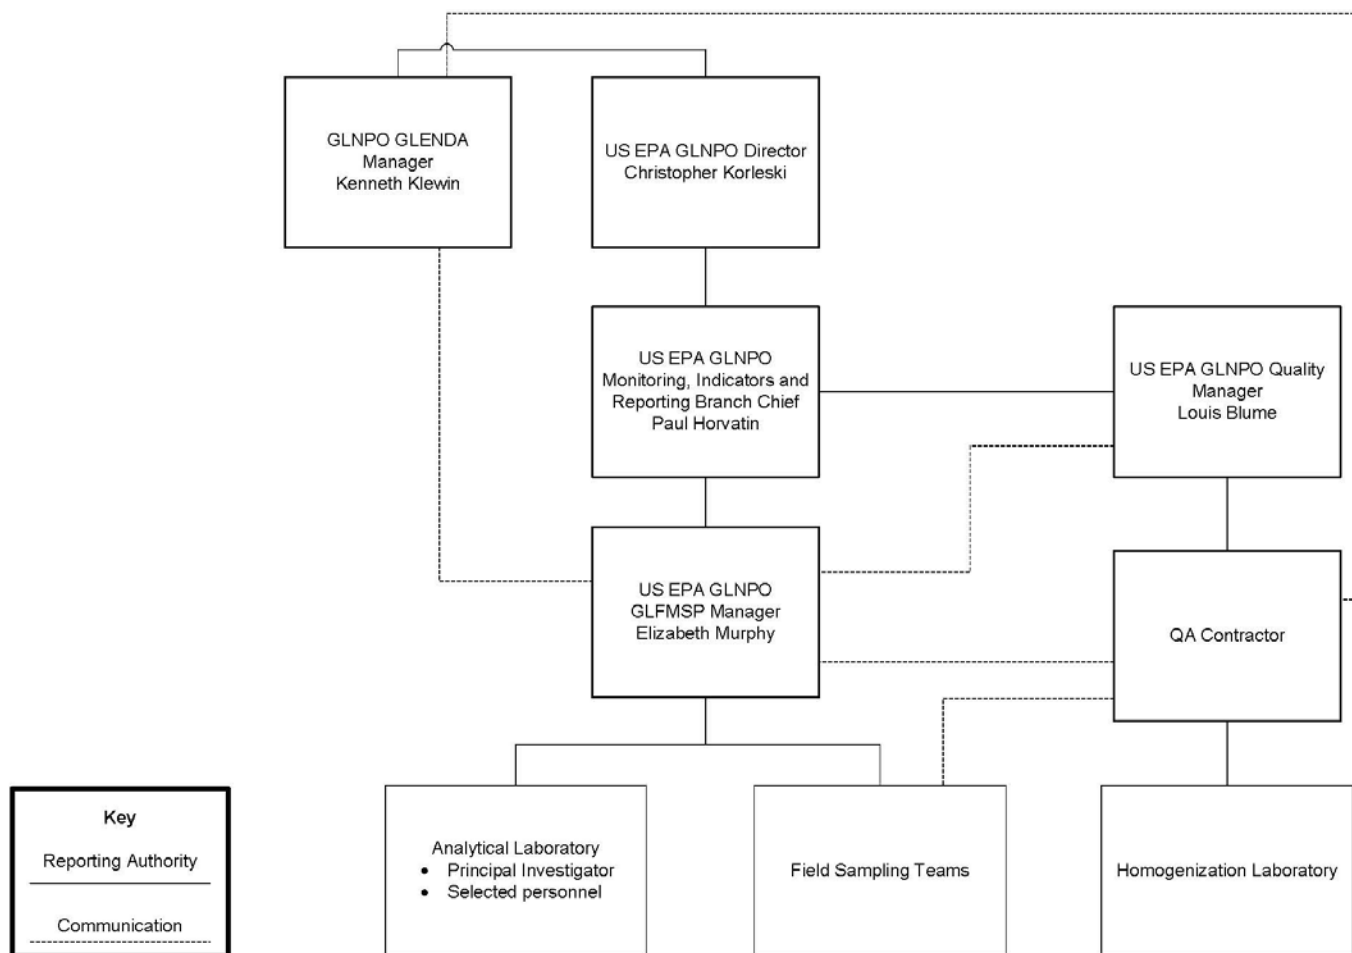 GLNPO GLENDA
Manager
Kenneth Klewin
US EPA GLNPO Director
Christopher Korleski
US EPA GLNPO
Monitoring, Indicators and
Reporting Branch Chief
Paul Horvatin
US EPA GLNPO Quality
Manager
Louis Blume
US EPA GLNPO
GLFMSP Manager
Elizabeth Murphy
QA Contractor
Key
Reporting Authority
Communication
Analytical Laboratory
• Principal Investigator
• Selected personnel
Field Sampling Teams
Homogenization Laboratory